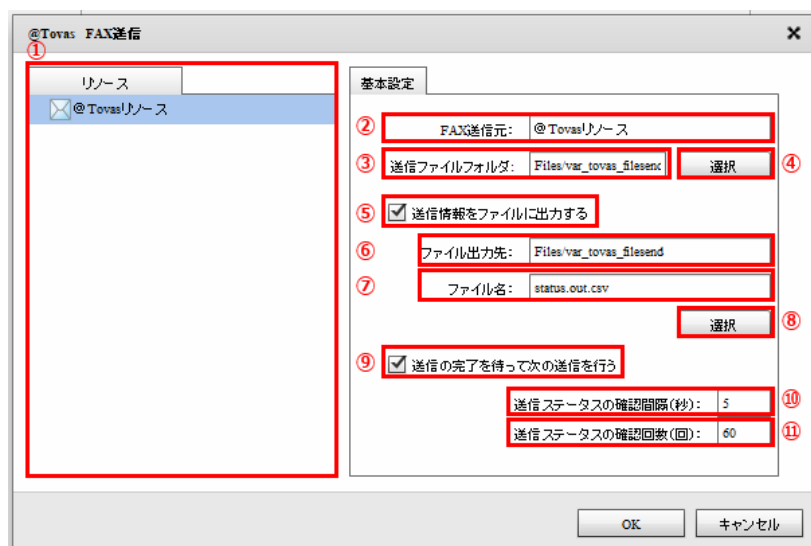 @Tovas FAX送信
①
リソース
@Tovasリソース
基本設定
② FAX送信元: @Tovasリソース
③ 送信ファイルフォルダ: Files/var_tovas_filesend 選択 ④
⑤ 送信情報をファイルに出力する
⑥ ファイル出力先: Files/var_tovas_filesend
⑦ ファイル名: status.out.csv
選択 ⑧
⑨ 送信の完了を待って次の送信を行う
送信ステータスの確認間隔(秒): 5 ⑩
送信ステータスの確認回数(回): 60 ⑪
OK キャンセル